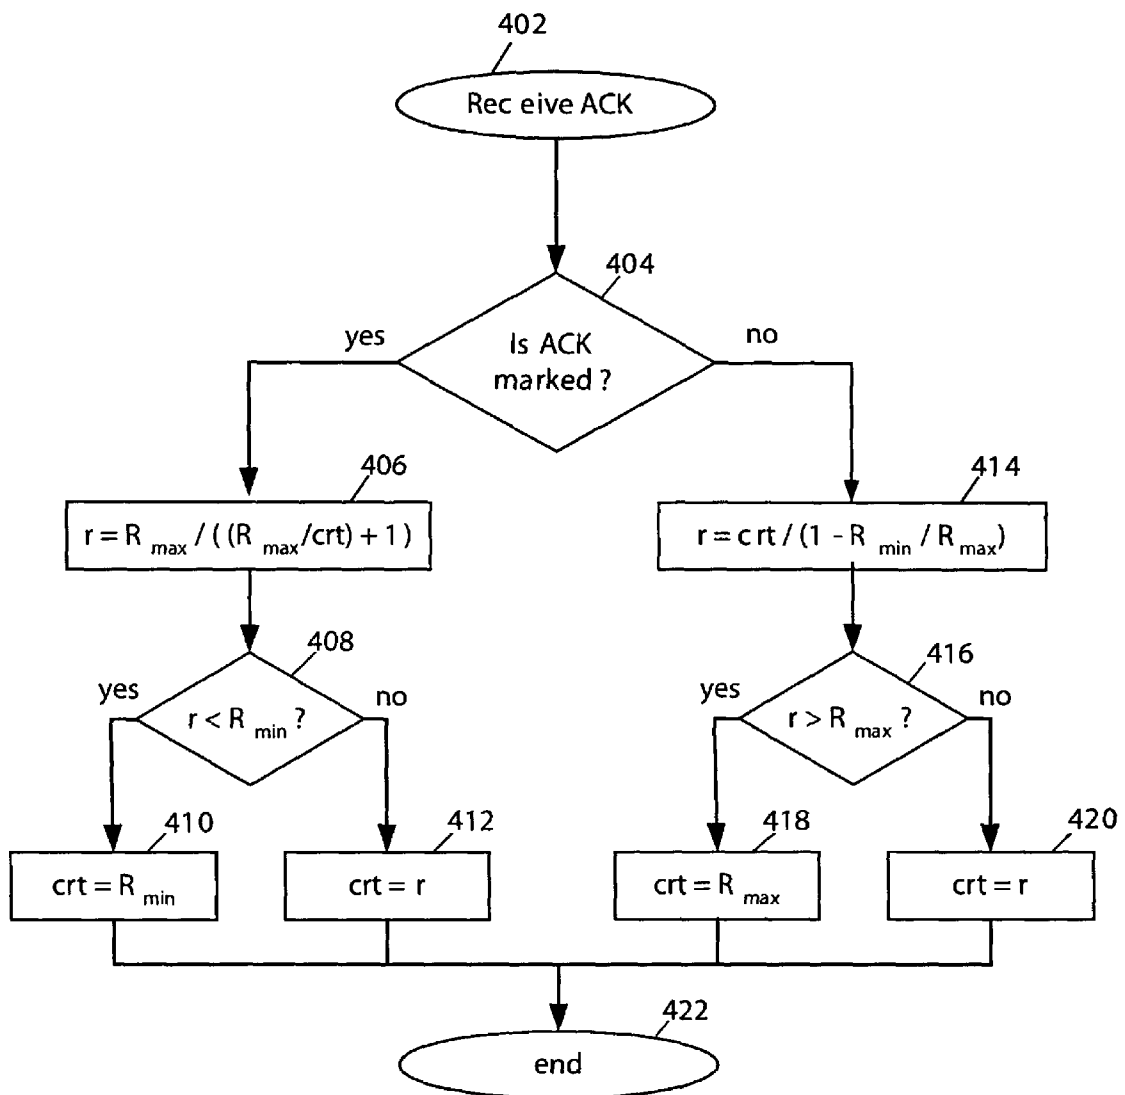 402
Rec eive ACK
404
yes
Is ACK
marked ?
no
406
r = R max / ( (R max /crt) + 1 )
414
r = c rt / (1 - R min / R max )
408
yes
r < R min ?
no
416
yes
r > R max ?
no
410
crt = R min
412
crt = r
418
crt = R max
420
crt = r
422
end